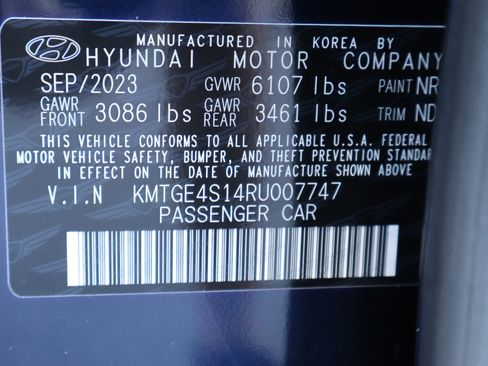 MANUFACTURED IN KOREA BY
HYUNDAI MOTOR COMPANY
SEP/2023 GVWR 6107 lbs PAINT NR
GAWR FRONT 3086 lbs GAWR REAR 3461 lbs TRIM ND
THIS VEHICLE CONFORMS TO ALL APPLICABLE U.S.A. FEDERAL
MOTOR VEHICLE SAFETY, BUMPER, AND THEFT PREVENTION STANDARDS
IN EFFECT ON THE DATE OF MANUFACTURE SHOWN ABOVE
V.I.N KMTGE4S14RU007747
PASSENGER CAR